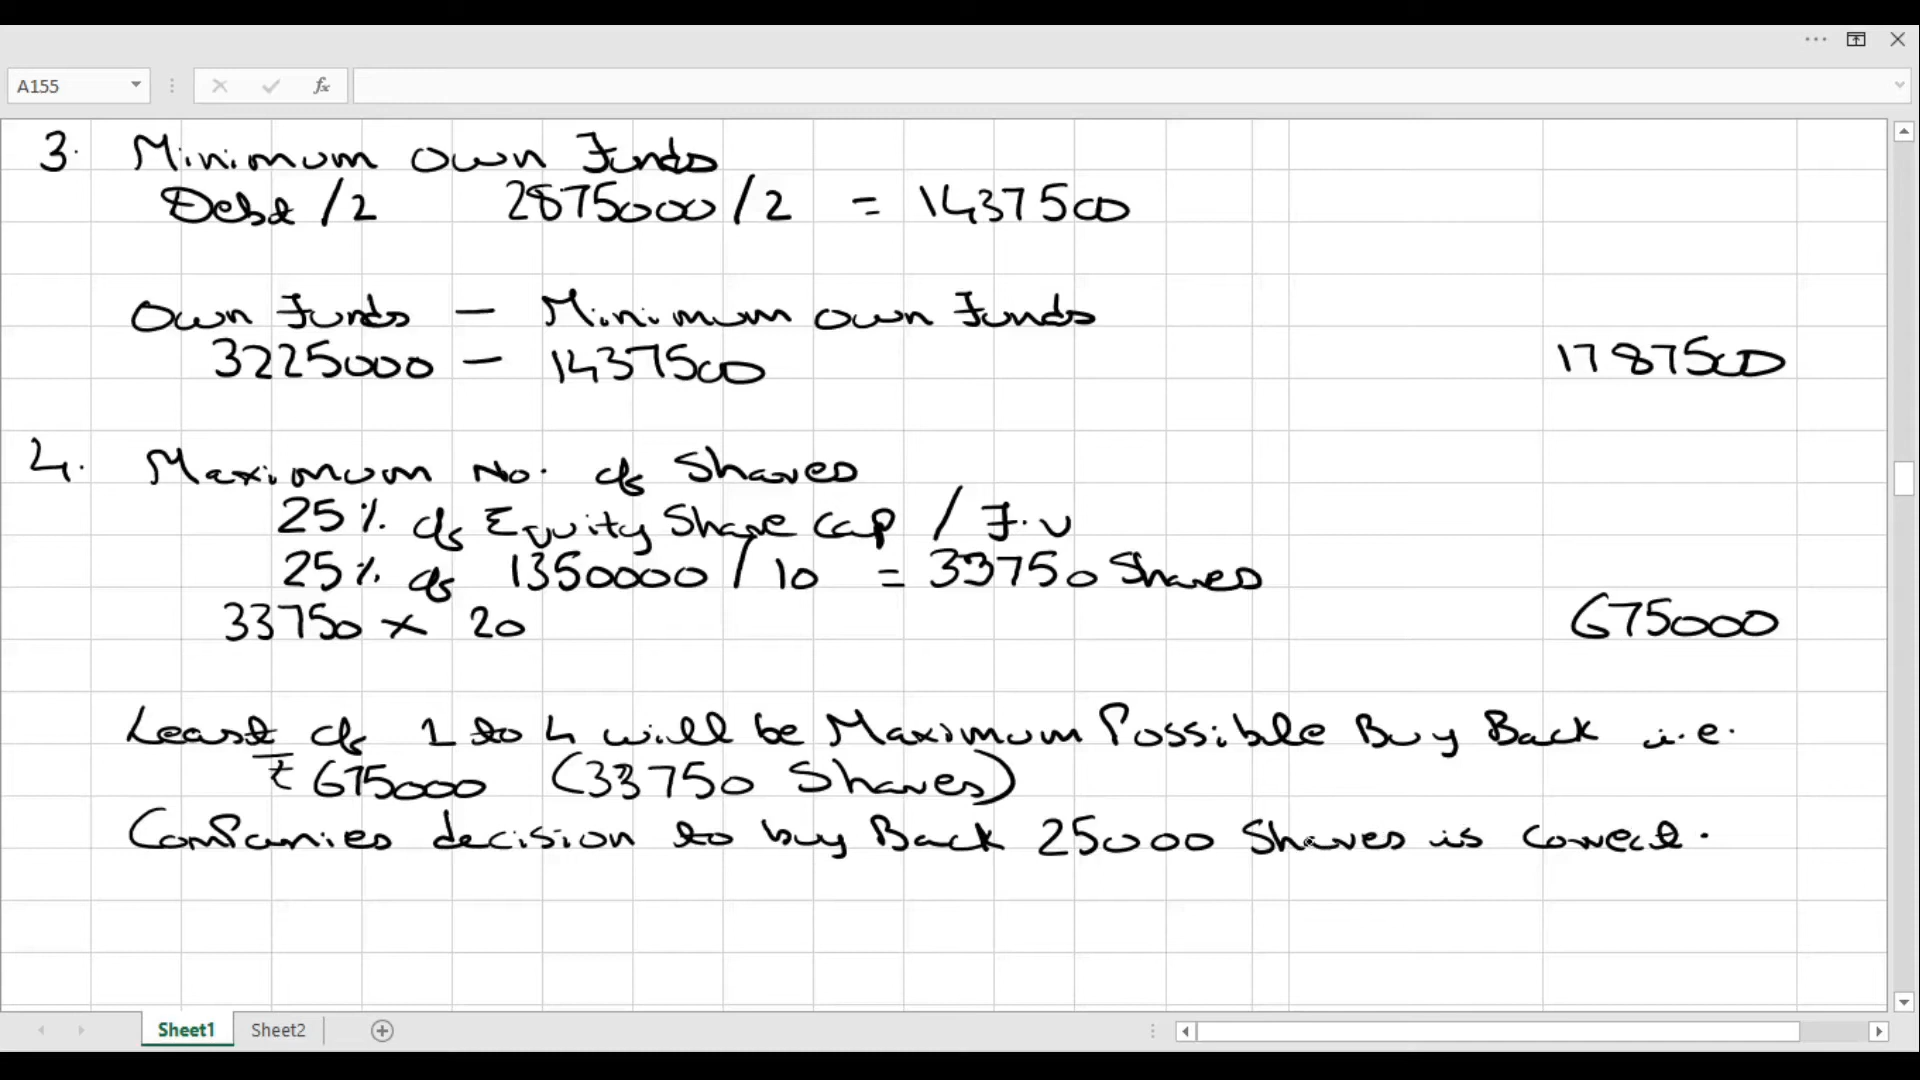 A155
fx
3. Minimum Own Funds
Debt /2 2875000/2 = 1437500
Own Funds - Minimum Own Funds
3225000 - 1437500 1787500
4. Maximum No. of Shares
25% of Equity Share Cap / F.V
25% of 1350000/10 = 33750 Shares
33750 × 20 675000
Least of 1 to 4 will be Maximum Possible Buy Back i.e.
₹ 675000 (33750 Shares)
Companies decision to buy Back 25000 Shares is correct.
Sheet1 Sheet2